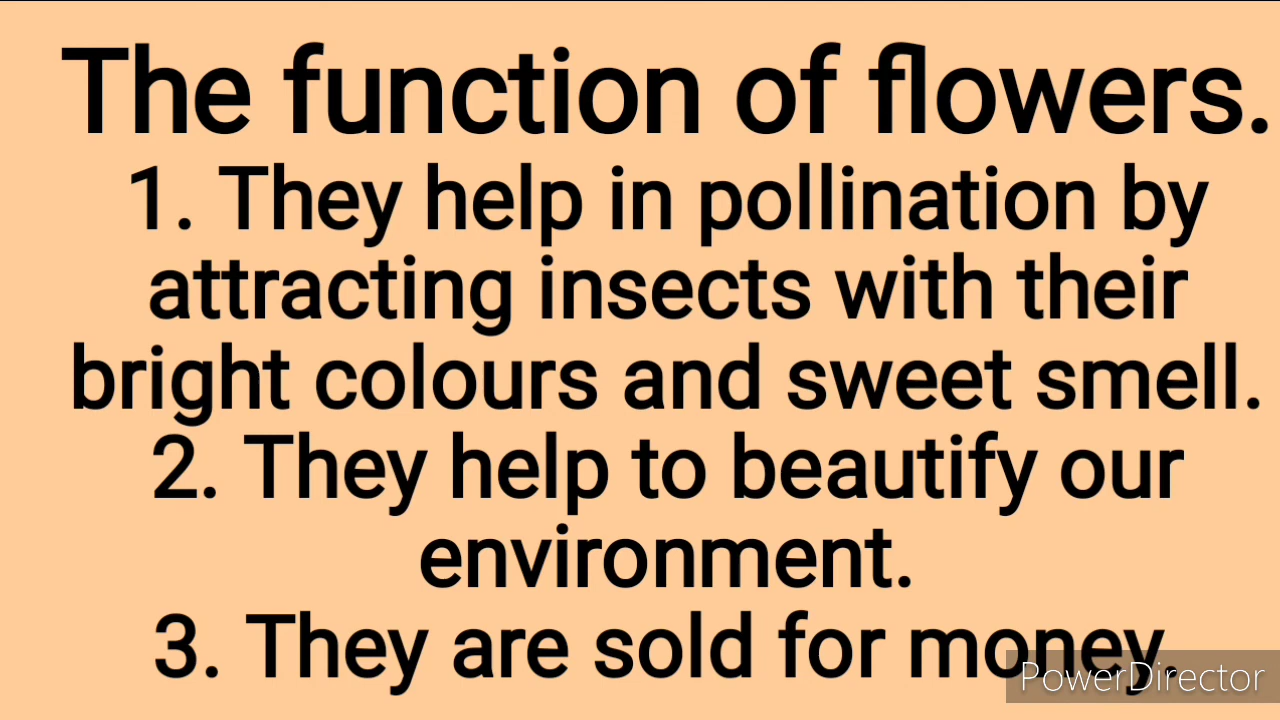 The function of flowers.
1. They help in pollination by
attracting insects with their
bright colours and sweet smell.
2. They help to beautify our
environment.
3. They are sold for money.
PowerDirector